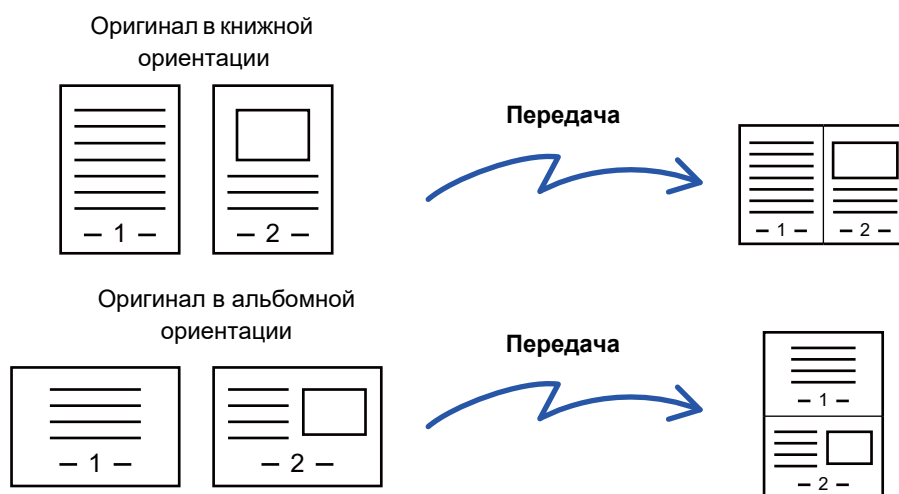 Оригинал в книжной
ориентации
Передача
— 1 —
— 2 —
— 1 —
— 2 —
Оригинал в альбомной
ориентации
Передача
— 1 —
— 2 —
— 1 —
— 2 —